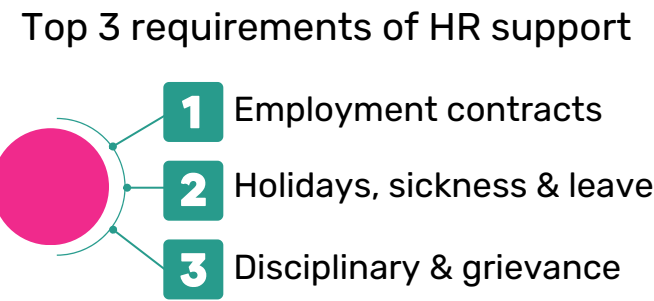 Top 3 requirements of HR support
1 Employment contracts
2 Holidays, sickness & leave
3 Disciplinary & grievance